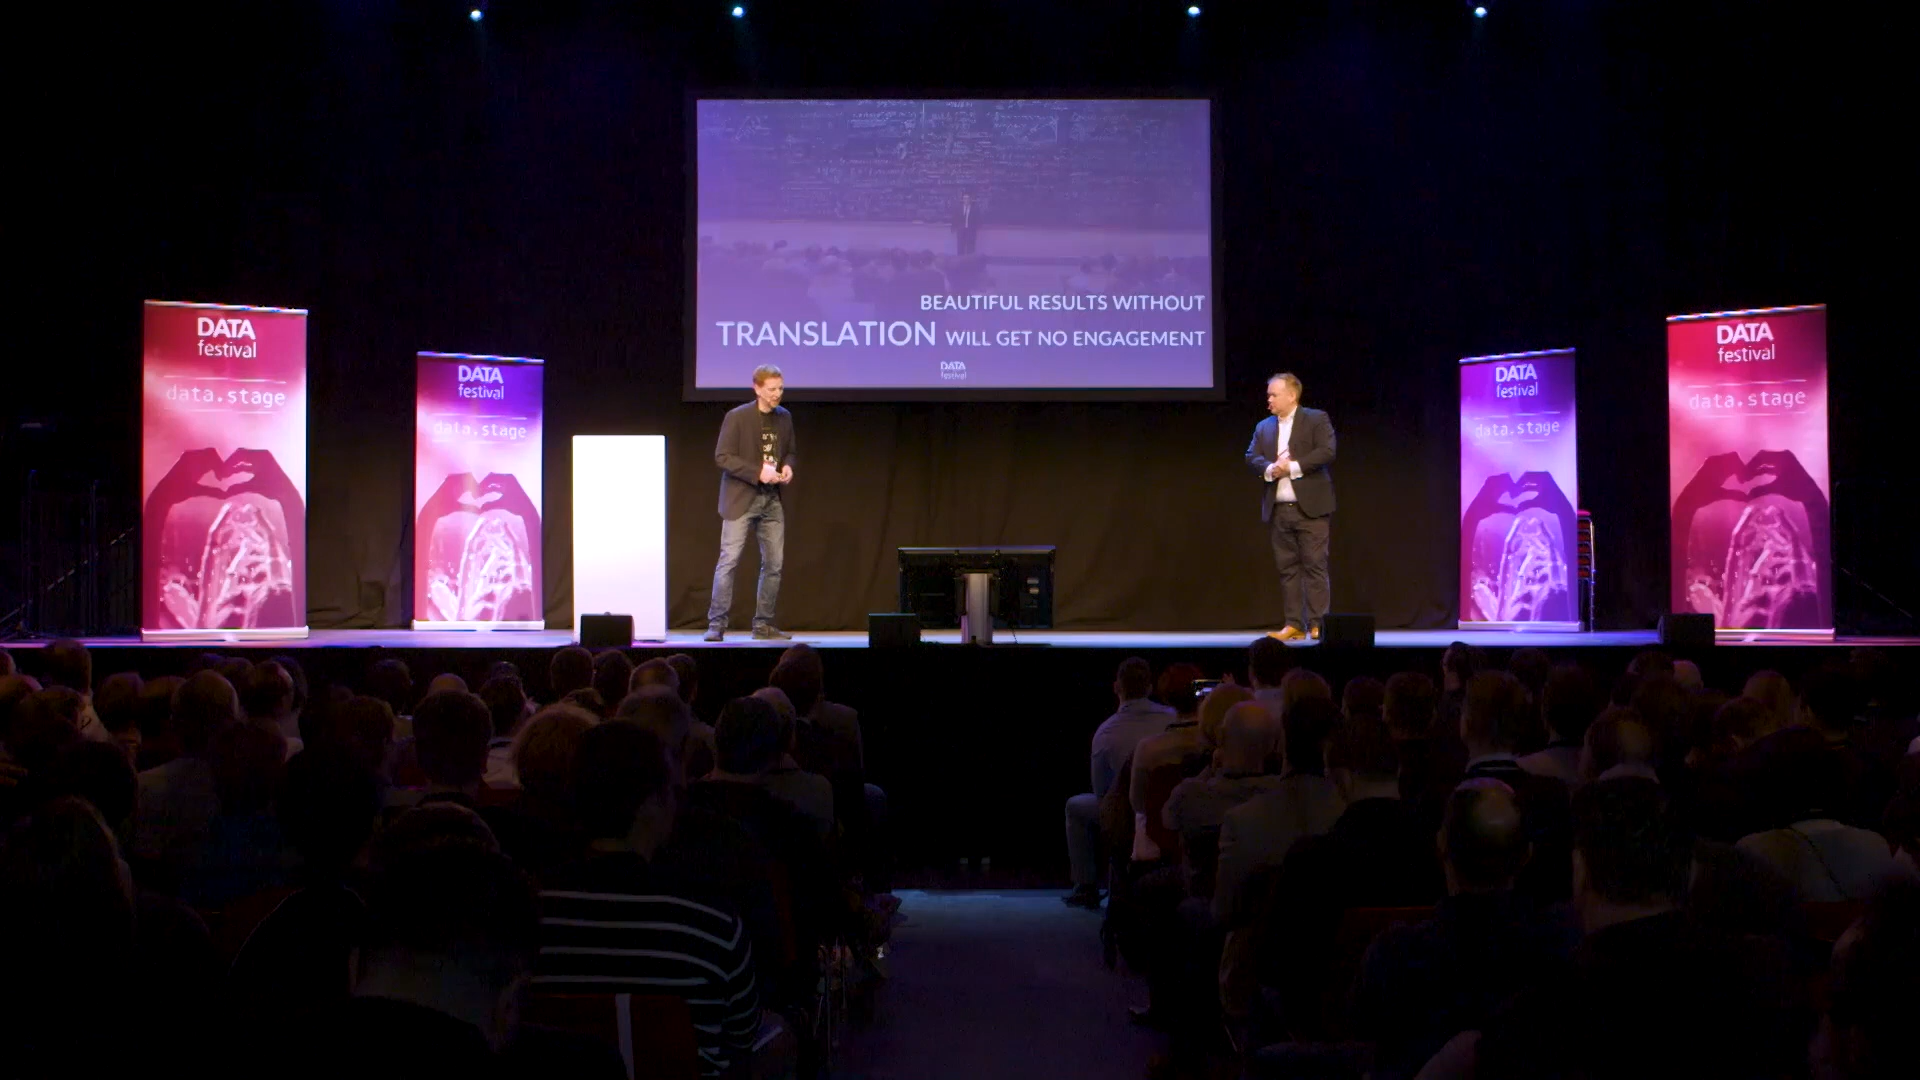 BEAUTIFUL RESULTS WITHOUT
TRANSLATION WILL GET NO ENGAGEMENT
DATA
festival
DATA
festival
data.stage
DATA
festival
data.stage
DATA
festival
data.stage
DATA
festival
data.stage